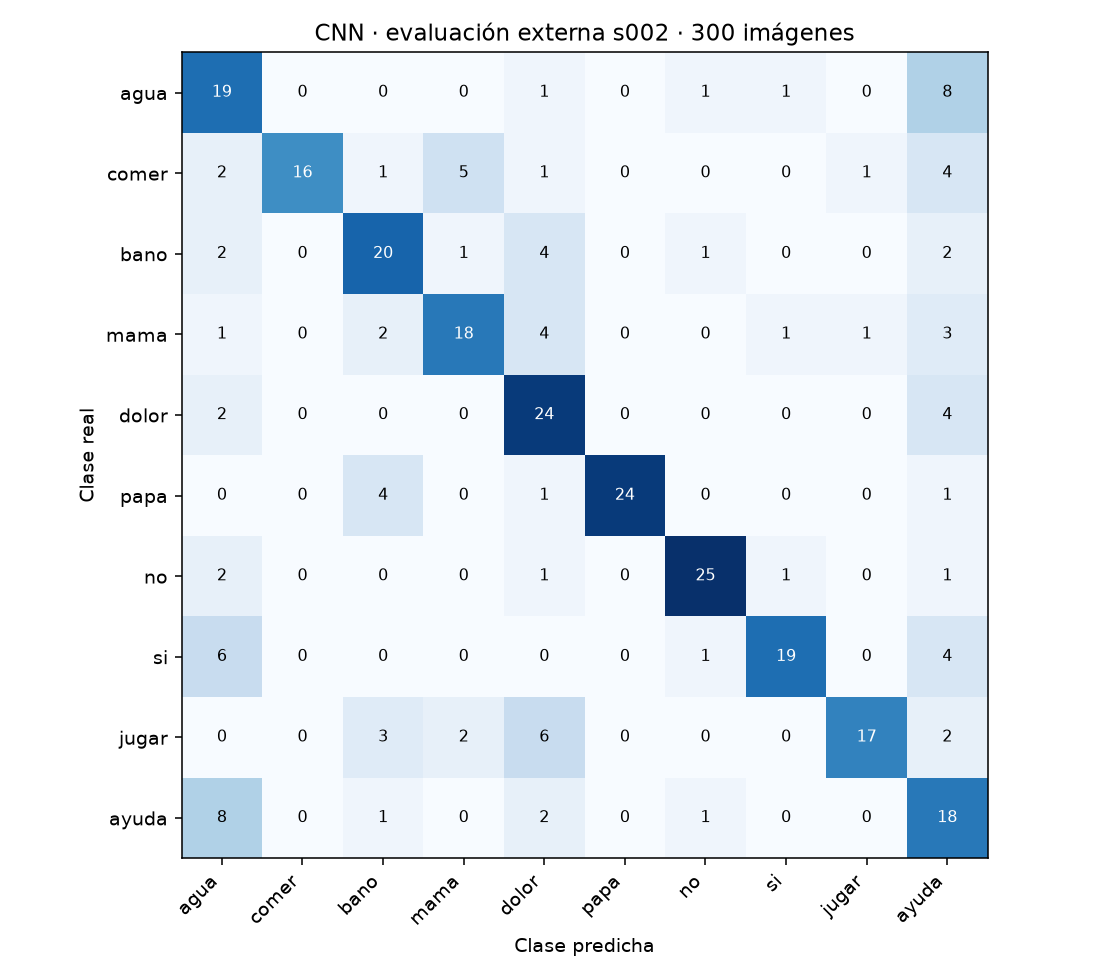 CNN · evaluación externa s002 · 300 imágenes
agua 19 0 0 0 1 0 1 1 0 8
comer 2 16 1 5 1 0 0 0 1 4
bano 2 0 20 1 4 0 1 0 0 2
mama 1 0 2 18 4 0 0 1 1 3
dolor 2 0 0 0 24 0 0 0 0 4
papa 0 0 4 0 1 24 0 0 0 1
no 2 0 0 0 1 0 25 1 0 1
si 6 0 0 0 0 0 1 19 0 4
jugar 0 0 3 2 6 0 0 0 17 2
ayuda 8 0 1 0 2 0 1 0 0 18
Clase real
agua comer bano mama dolor papa no si jugar ayuda
Clase predicha